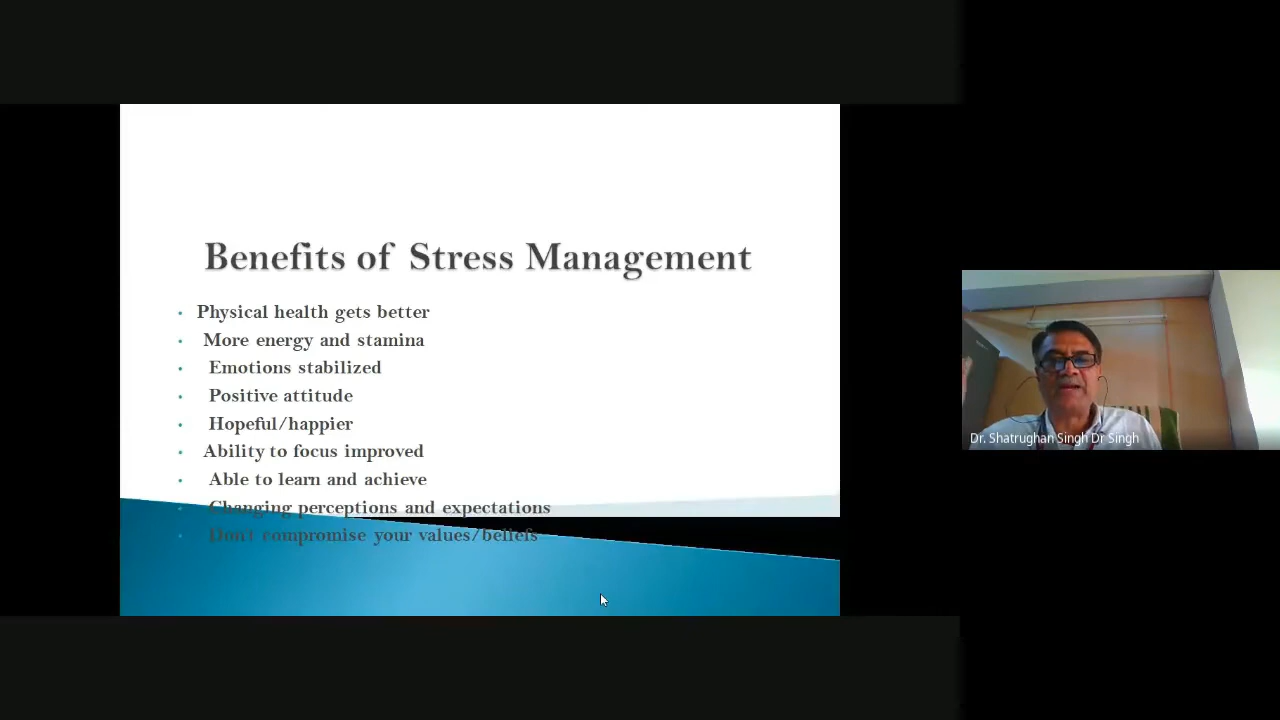 Benefits of Stress Management
• Physical health gets better
• More energy and stamina
• Emotions stabilized
• Positive attitude
• Hopeful/happier
• Ability to focus improved
• Able to learn and achieve
• Changing perceptions and expectations
• Don't compromise your values/beliefs
Dr. Shatrughan Singh Dr Singh